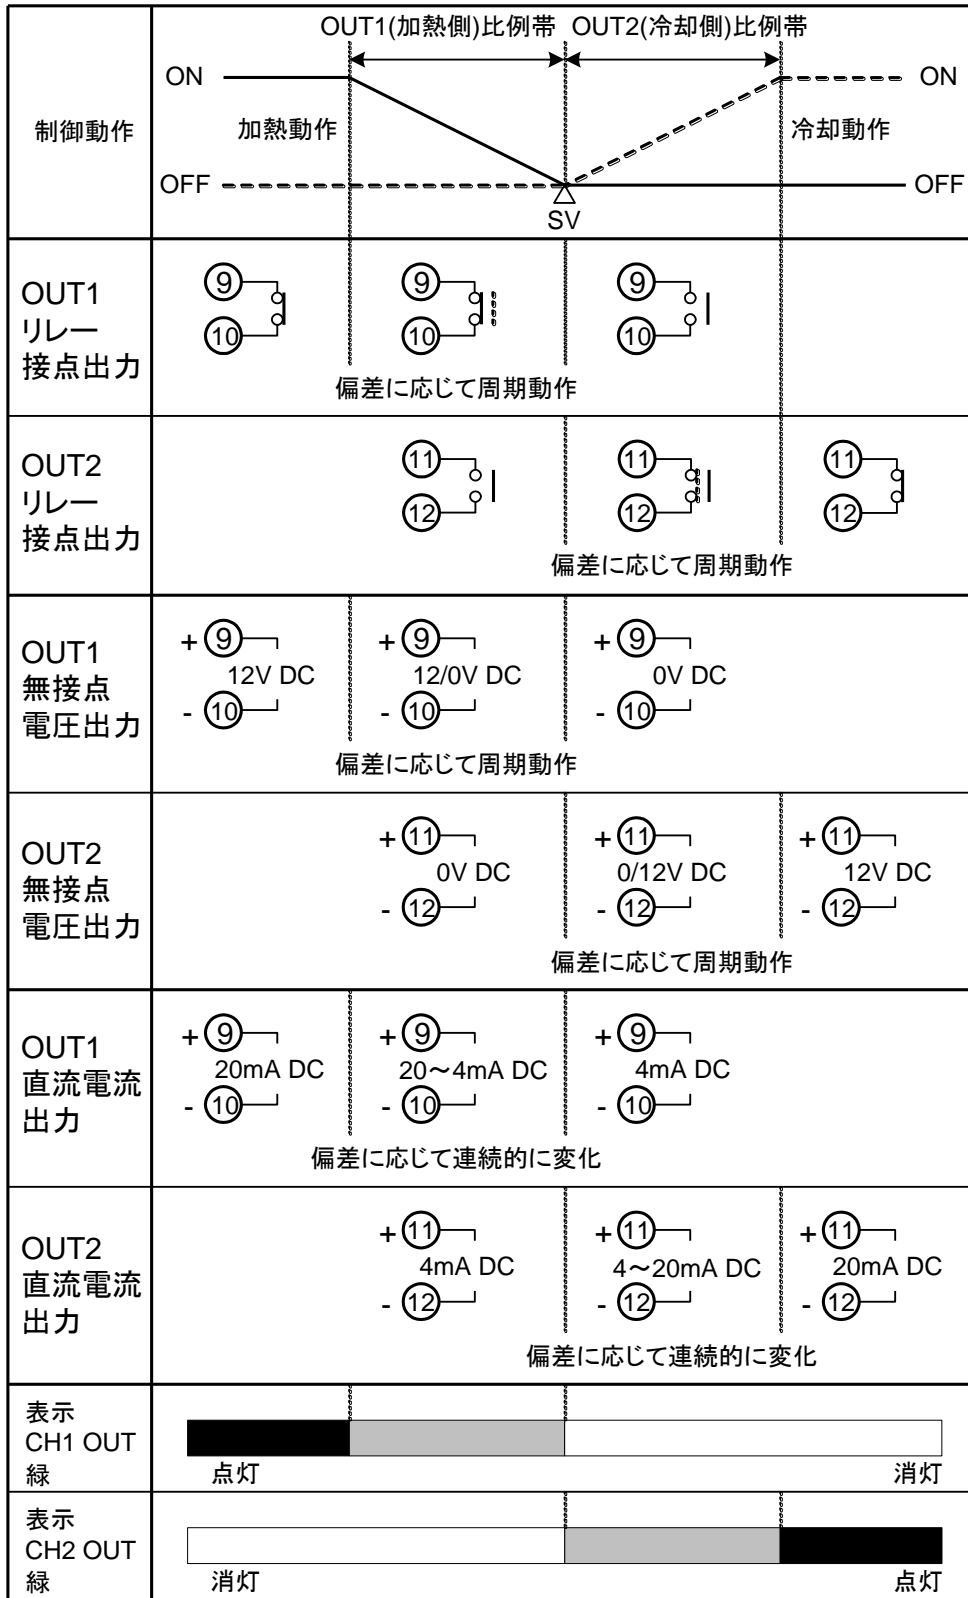 OUT1(加熱側)比例帯 OUT2(冷却側)比例帯
ON ON
制御動作 加熱動作 冷却動作
OFF OFF
SV
OUT1
リレー
接点出力
9 9 9
10 10 10
偏差に応じて周期動作
OUT2
リレー
接点出力
11 11 11
12 12 12
偏差に応じて周期動作
OUT1
無接点
電圧出力
+ 9 + 9 + 9
12V DC 12/0V DC 0V DC
- 10 - 10 - 10
偏差に応じて周期動作
OUT2
無接点
電圧出力
+ 11 + 11 + 11
0V DC 0/12V DC 12V DC
- 12 - 12 - 12
偏差に応じて周期動作
OUT1
直流電流
出力
+ 9 + 9 + 9
20mA DC 20～4mA DC 4mA DC
- 10 - 10 - 10
偏差に応じて連続的に変化
OUT2
直流電流
出力
+ 11 + 11 + 11
4mA DC 4～20mA DC 20mA DC
- 12 - 12 - 12
偏差に応じて連続的に変化
表示
CH1 OUT
緑
点灯 消灯
表示
CH2 OUT
緑
消灯 点灯